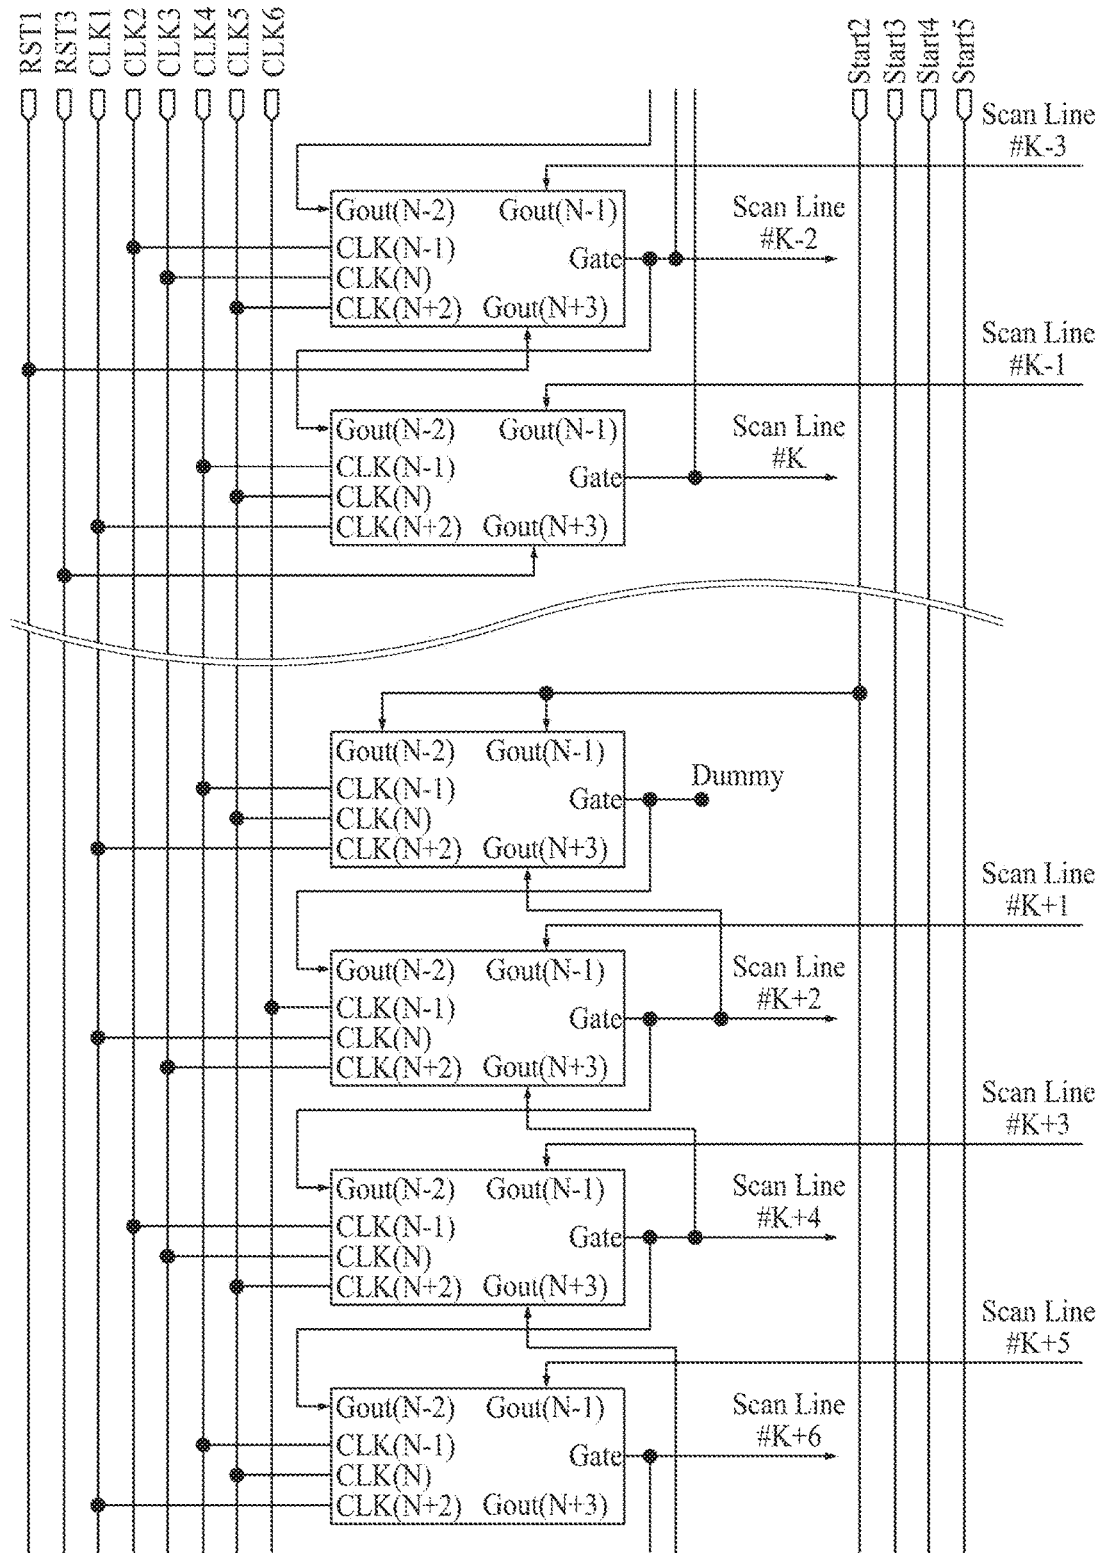 RST1
RST3
CLK1
CLK2
CLK3
CLK4
CLK5
CLK6
Start2
Start3
Start4
Start5
Scan Line
#K-3
Gout(N-2) Gout(N-1)
Scan Line
#K-2
CLK(N-1)
Gate
CLK(N)
CLK(N+2) Gout(N+3)
Scan Line
#K-1
Gout(N-2) Gout(N-1)
Scan Line
#K
CLK(N-1)
Gate
CLK(N)
CLK(N+2) Gout(N+3)
Gout(N-2) Gout(N-1)
Dummy
CLK(N-1)
Gate
CLK(N)
CLK(N+2) Gout(N+3)
Scan Line
#K+1
Gout(N-2) Gout(N-1)
Scan Line
#K+2
CLK(N-1)
Gate
CLK(N)
CLK(N+2) Gout(N+3)
Scan Line
#K+3
Gout(N-2) Gout(N-1)
Scan Line
#K+4
CLK(N-1)
Gate
CLK(N)
CLK(N+2) Gout(N+3)
Scan Line
#K+5
Gout(N-2) Gout(N-1)
Scan Line
#K+6
CLK(N-1)
Gate
CLK(N)
CLK(N+2) Gout(N+3)